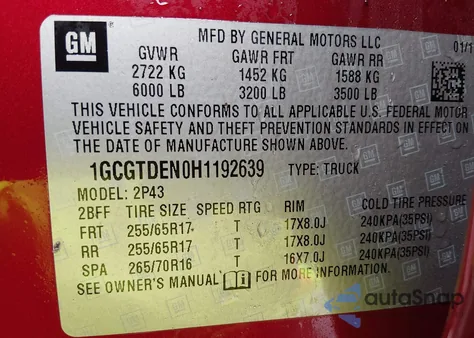 GM
MFD BY GENERAL MOTORS LLC 01/1
GVWR GAWR FRT GAWR RR
2722 KG 1452 KG 1588 KG
6000 LB 3200 LB 3500 LB
THIS VEHICLE CONFORMS TO ALL APPLICABLE U.S. FEDERAL MOTOR
VEHICLE SAFETY AND THEFT PREVENTION STANDARDS IN EFFECT ON
THE DATE OF MANUFACTURE SHOWN ABOVE.
1GCGTDEN0H1192639 TYPE: TRUCK
MODEL: 2P43
2BFF TIRE SIZE SPEED RTG RIM COLD TIRE PRESSURE
FRT 255/65R17 T 17X8.0J 240KPA(35PSI)
RR 255/65R17 T 17X8.0J 240KPA(35PSI)
SPA 265/70R16 T 16X7.0J 240KPA(35PSI)
SEE OWNER'S MANUAL FOR MORE INFORMATION
autoSnap